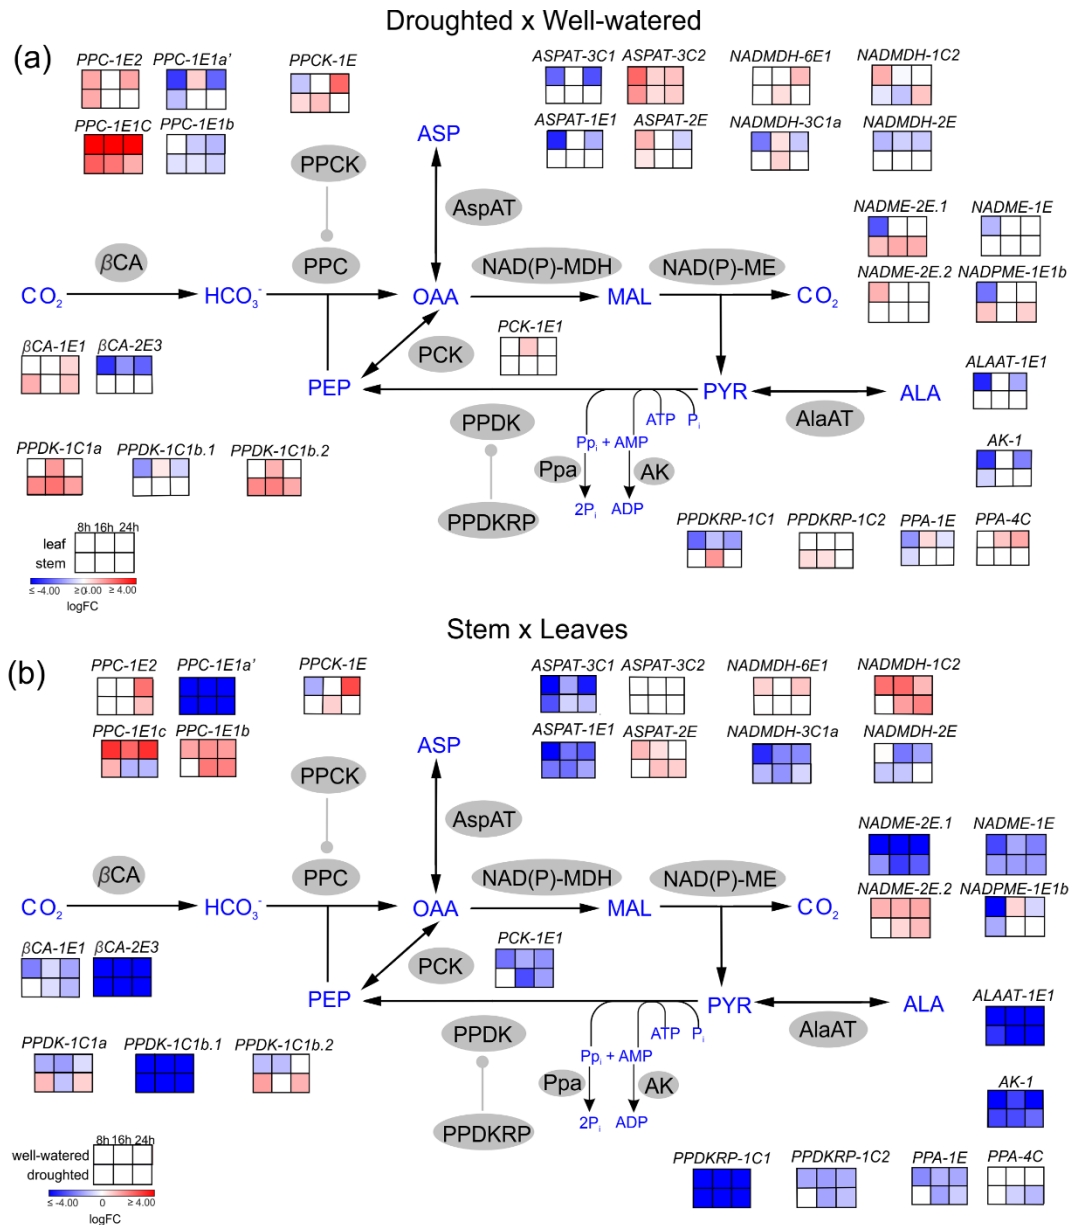 Droughted x Well-watered
(a)
PPC-1E2
PPC-1E1a'
PPCK-1E
ASPAT-3C1
ASPAT-3C2
NADMDH-6E1
NADMDH-1C2
PPC-1E1C
PPC-1E1b
ASPAT-1E1
ASPAT-2E
NADMDH-3C1a
NADMDH-2E
ASP
PPCK
AspAT
NADME-2E.1
NADME-1E
βCA
PPC
NAD(P)-MDH
NAD(P)-ME
NADME-2E.2
NADPME-1E1b
CO2
HCO3-
OAA
MAL
CO2
βCA-1E1
βCA-2E3
PCK-1E1
PCK
ALAAT-1E1
PEP
PYR
ALA
AlaAT
PPDK
ATP
Pi
PPDK-1C1a
PPDK-1C1b.1
PPDK-1C1b.2
Ppi + AMP
AK-1
Ppa
AK
2Pi
ADP
PPDKRP
PPDKRP-1C1
PPDKRP-1C2
PPA-1E
PPA-4C
8h 16h 24h
leaf
stem
≤ -4.00
≥ 4.00
logFC
Stem x Leaves
(b)
PPC-1E2
PPC-1E1a'
PPCK-1E
ASPAT-3C1
ASPAT-3C2
NADMDH-6E1
NADMDH-1C2
PPC-1E1c
PPC-1E1b
ASPAT-1E1
ASPAT-2E
NADMDH-3C1a
NADMDH-2E
ASP
PPCK
AspAT
NADME-2E.1
NADME-1E
βCA
PPC
NAD(P)-MDH
NAD(P)-ME
NADME-2E.2
NADPME-1E1b
CO2
HCO3-
OAA
MAL
CO2
βCA-1E1
βCA-2E3
PCK-1E1
PCK
PEP
PYR
ALA
ALAAT-1E1
AlaAT
PPDK
ATP
Pi
PPDK-1C1a
PPDK-1C1b.1
PPDK-1C1b.2
Ppi + AMP
AK-1
Ppa
AK
2Pi
ADP
PPDKRP
PPDKRP-1C1
PPDKRP-1C2
PPA-1E
PPA-4C
8h 16h 24h
well-watered
droughted
≤ -4.00
0
≥ 4.00
logFC